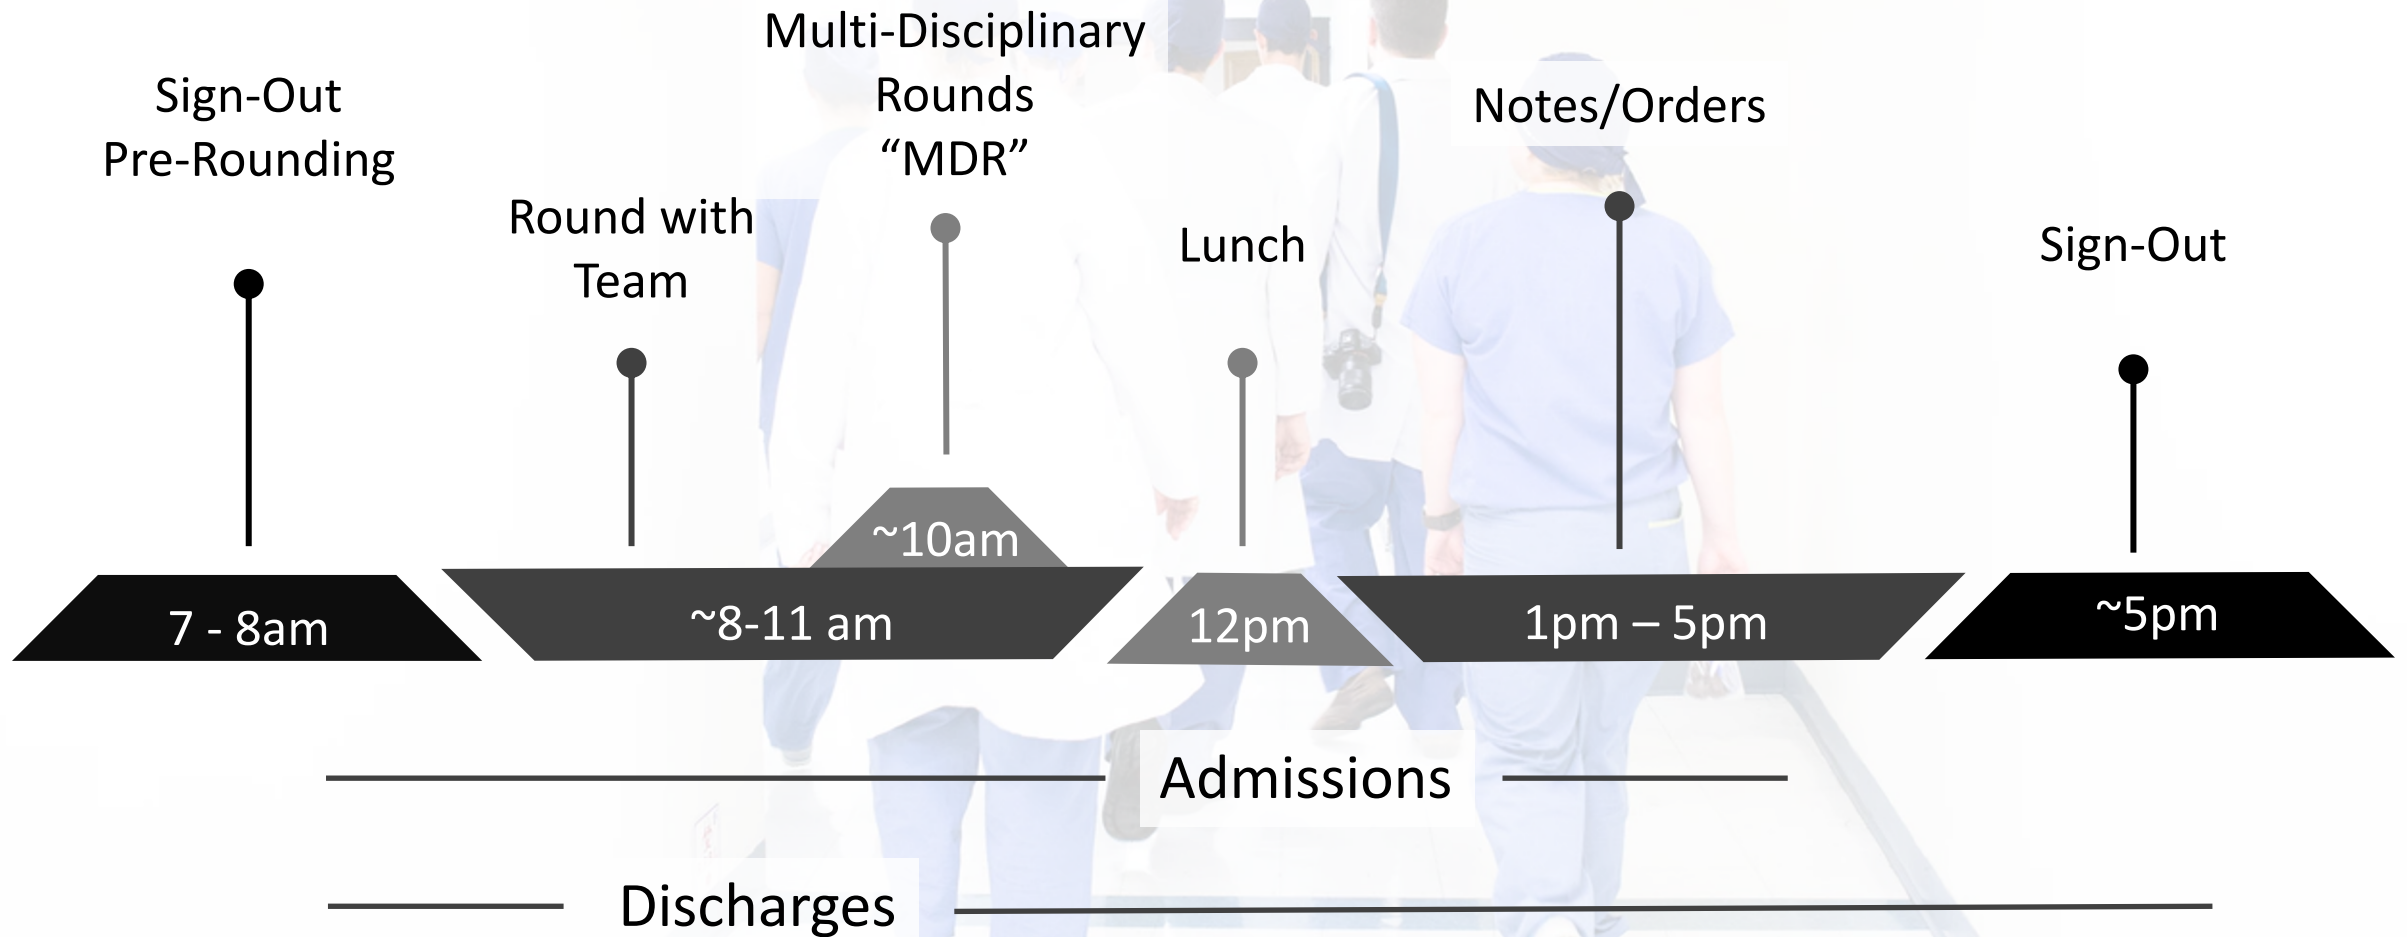 Sign-Out
Pre-Rounding
Round with
Team
Multi-Disciplinary
Rounds
“MDR”
Lunch
Notes/Orders
Sign-Out
7 - 8am
~8-11 am
~10am
12pm
1pm – 5pm
~5pm
Admissions
Discharges